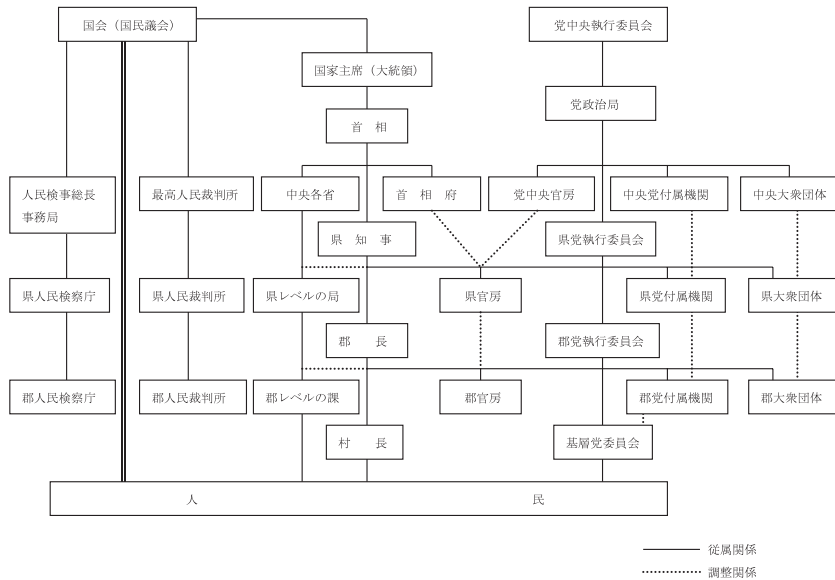 国会（国民議会）
党中央執行委員会
国家主席（大統領）
党政治局
首　相
人民検事総長
事務局
最高人民裁判所
中央各省
首 相 府
党中央官房
中央党付属機関
中央大衆団体
県 知 事
県党執行委員会
県人民検察庁
県人民裁判所
県レベルの局
県官房
県党付属機関
県大衆団体
郡　　長
郡党執行委員会
郡人民検察庁
郡人民裁判所
郡レベルの課
郡官房
郡党付属機関
郡大衆団体
村　長
基層党委員会
人　　　　民
従属関係
調整関係